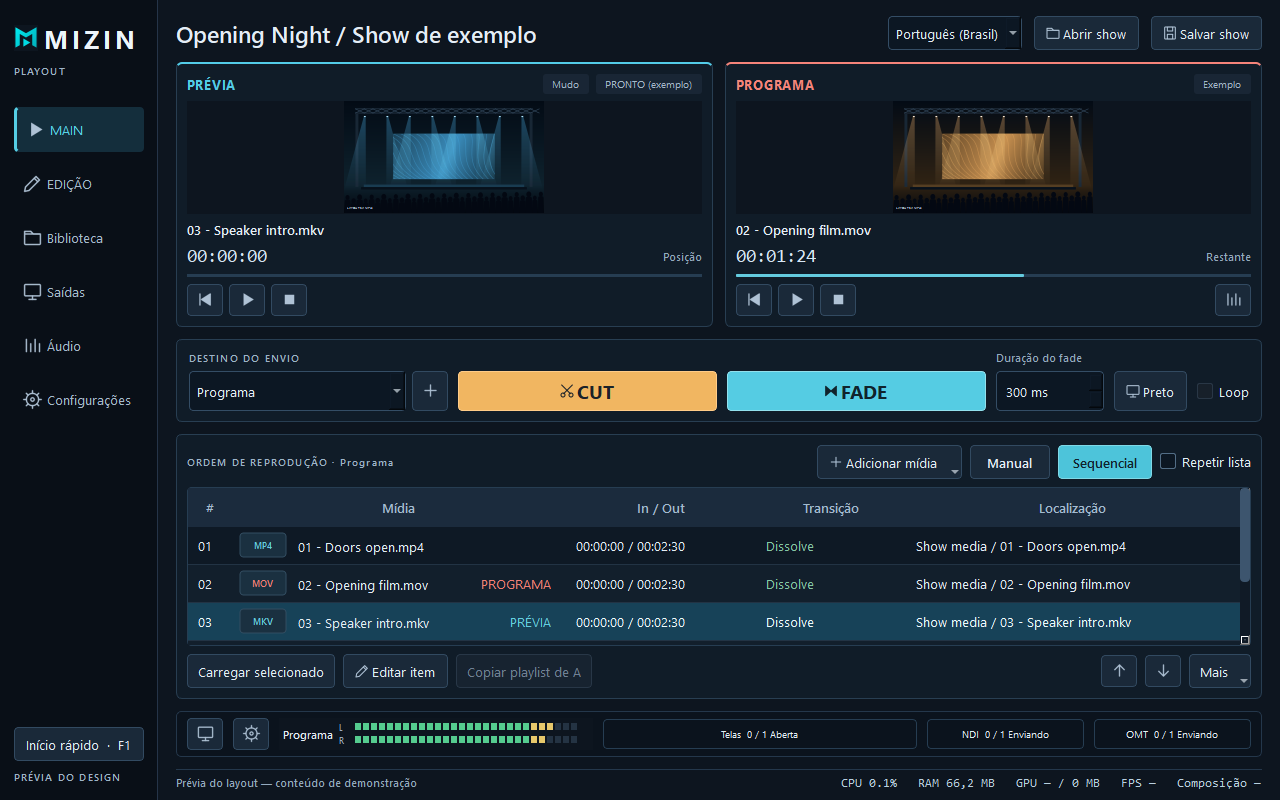 MIZIN
PLAYOUT
MAIN
EDIÇÃO
Biblioteca
Saídas
Áudio
Configurações
Início rápido · F1
PRÉVIA DO DESIGN
Opening Night / Show de exemplo
Português (Brasil)
Abrir show
Salvar show
PRÉVIA
Mudo
PRONTO (exemplo)
03 - Speaker intro.mkv
00:00:00
Posição
PROGRAMA
Exemplo
02 - Opening film.mov
00:01:24
Restante
DESTINO DO ENVIO
Programa
CUT
FADE
Duração do fade
300 ms
Preto
Loop
ORDEM DE REPRODUÇÃO · Programa
Adicionar mídia
Manual
Sequencial
Repetir lista
# Mídia In / Out Transição Localização
01 MP4 01 - Doors open.mp4 00:00:00 / 00:02:30 Dissolve Show media / 01 - Doors open.mp4
02 MOV 02 - Opening film.mov PROGRAMA 00:00:00 / 00:02:30 Dissolve Show media / 02 - Opening film.mov
03 MKV 03 - Speaker intro.mkv PRÉVIA 00:00:00 / 00:02:30 Dissolve Show media / 03 - Speaker intro.mkv
Carregar selecionado
Editar item
Copiar playlist de A
Mais
Programa
L
R
Telas 0 / 1 Aberta
NDI 0 / 1 Enviando
OMT 0 / 1 Enviando
Prévia do layout — conteúdo de demonstração
CPU 0.1% RAM 66,2 MB GPU — / 0 MB FPS — Composição —